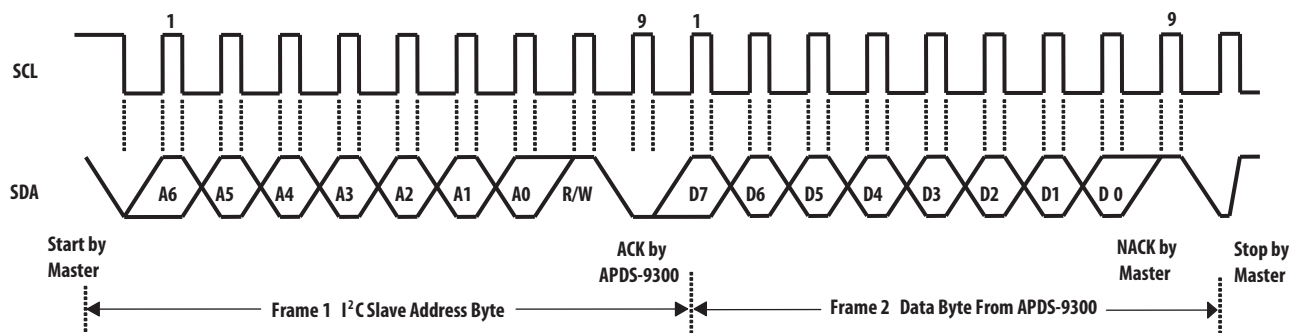 1 9 1 9
SCL
SDA A6 A5 A4 A3 A2 A1 A0 R/W D7 D6 D5 D4 D3 D2 D1 D 0
Start by
Master
ACK by
APDS-9300
NACK by
Master
Stop by
Master
Frame 1 I²C Slave Address Byte
Frame 2 Data Byte From APDS-9300